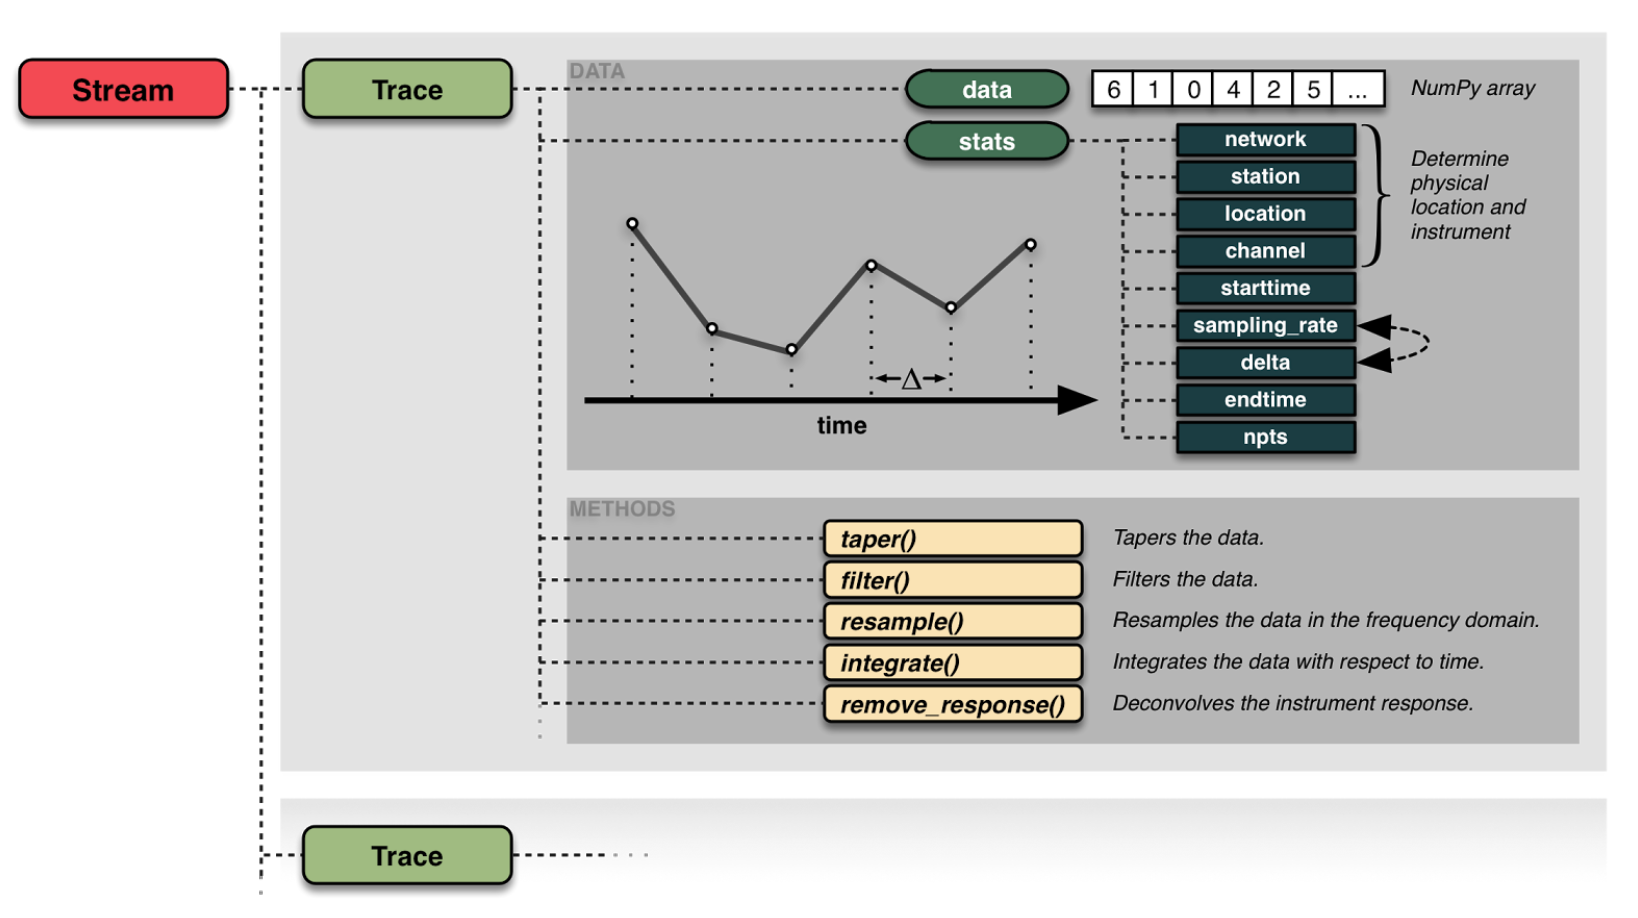 Stream
Trace
DATA
data
6 1 0 4 2 5 ...
NumPy array
stats
network
station
location
channel
starttime
sampling_rate
delta
endtime
npts
Determine
physical
location and
instrument
Δ
time
METHODS
taper()
Tapers the data.
filter()
Filters the data.
resample()
Resamples the data in the frequency domain.
integrate()
Integrates the data with respect to time.
remove_response()
Deconvolves the instrument response.
Trace